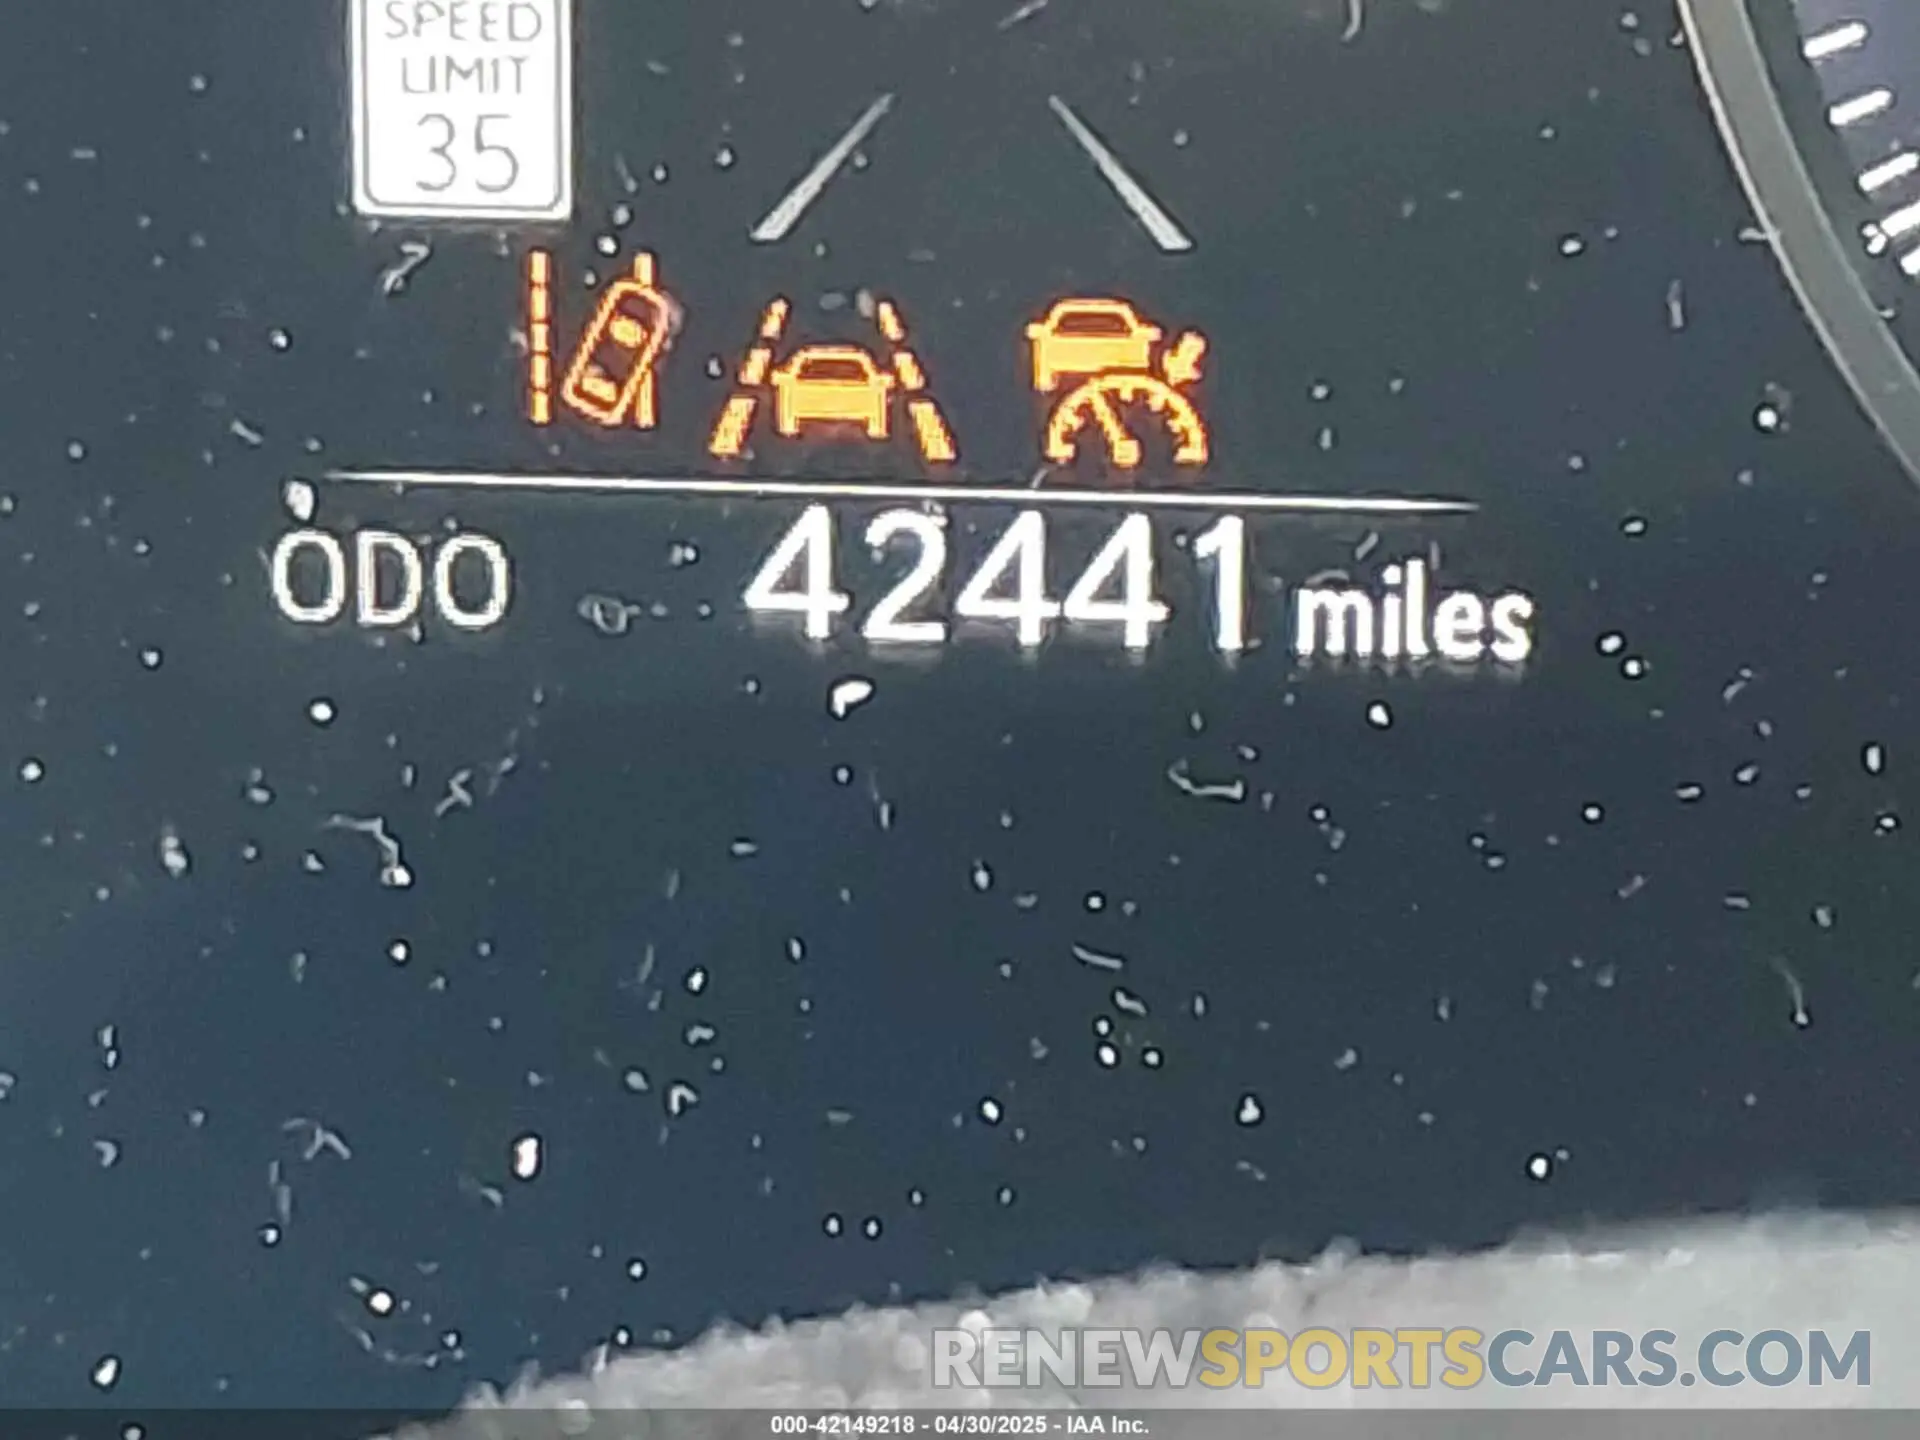 SPEED
LIMIT
35
ODO 42441 miles
RENEWSPORTSCARS.COM
000-42149218 - 04/30/2025 - IAA Inc.